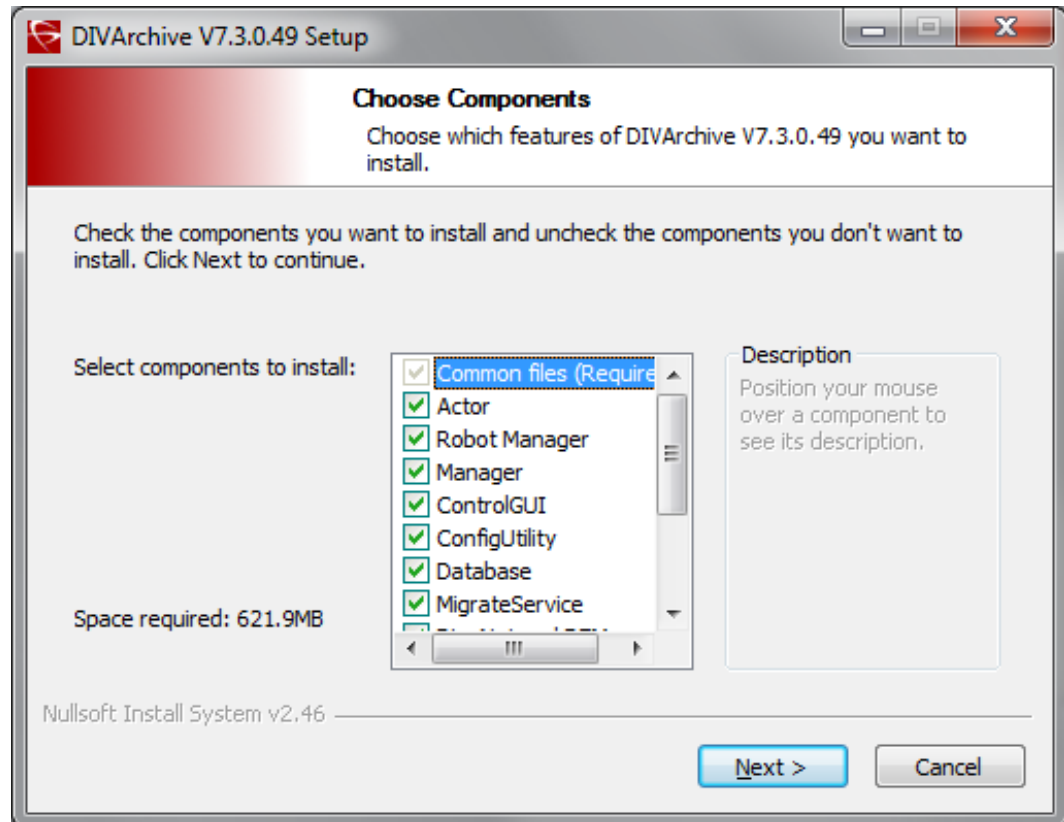 DIVArchive V7.3.0.49 Setup
Choose Components
Choose which features of DIVArchive V7.3.0.49 you want to
install.
Check the components you want to install and uncheck the components you don't want to
install. Click Next to continue.
Select components to install:
Common files (Require
Actor
Robot Manager
Manager
ControlGUI
ConfigUtility
Database
MigrateService
Description
Position your mouse
over a component to
see its description.
Space required: 621.9MB
Nullsoft Install System v2.46
Next >
Cancel